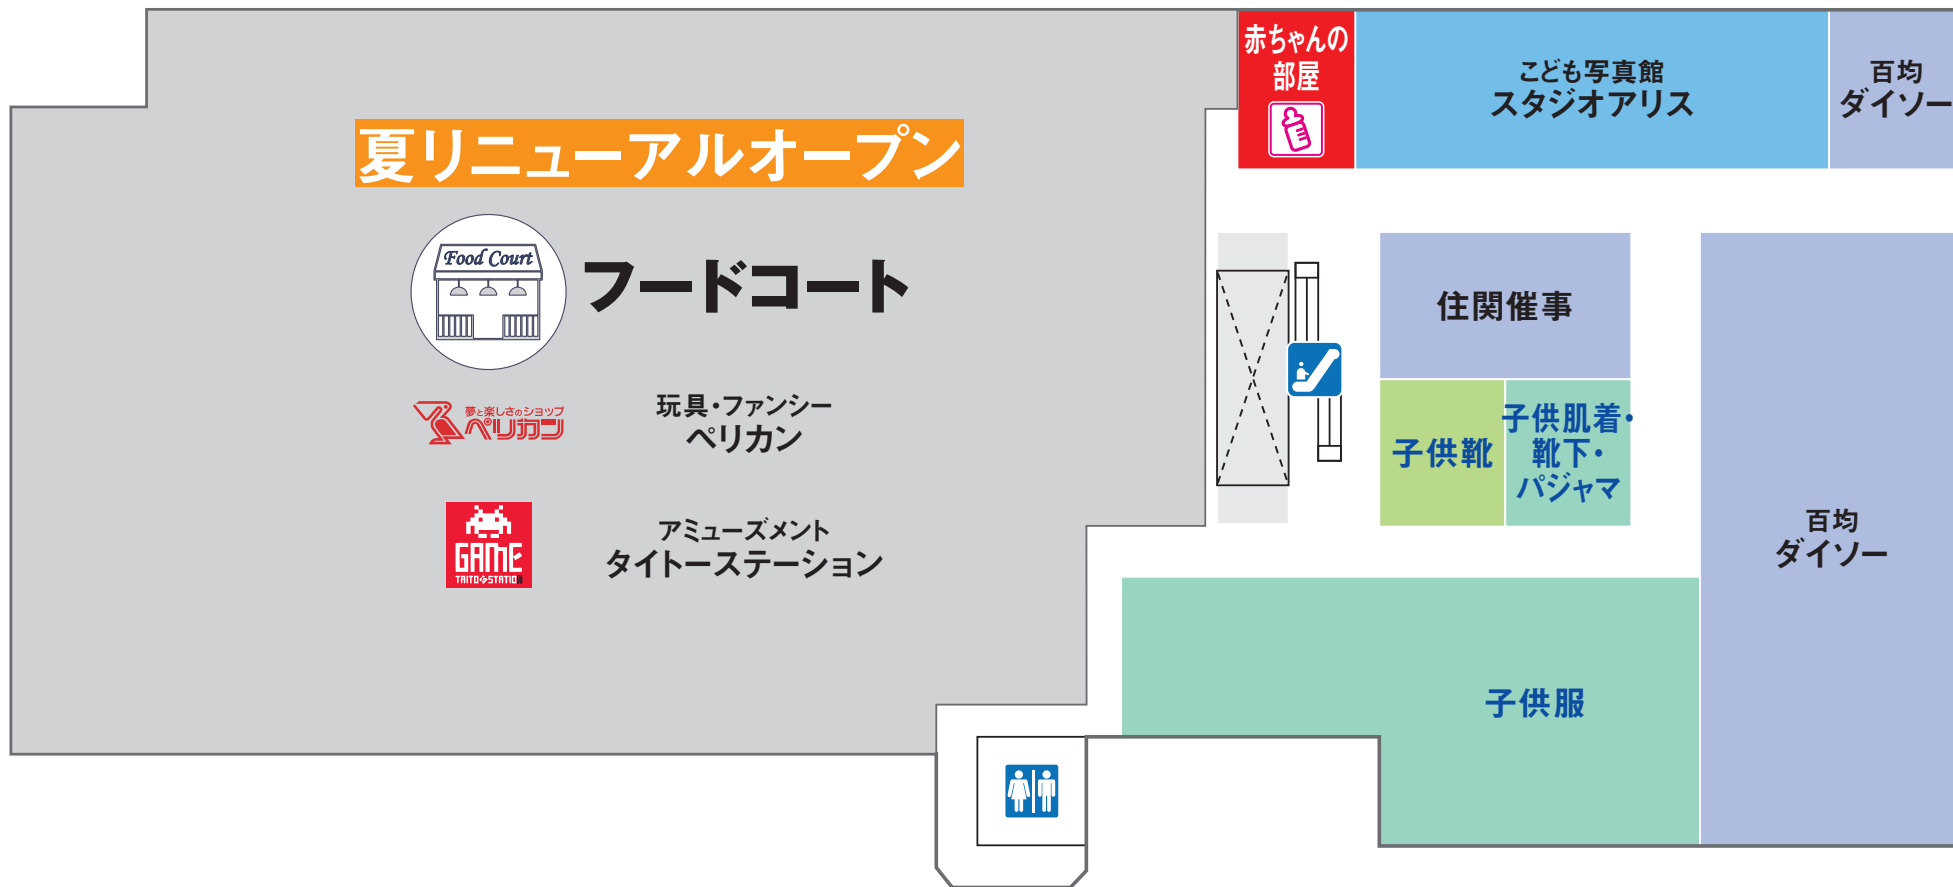 夏リニューアルオープン
Food Court
フードコート
夢と楽しさのショップ
ペリカン
玩具・ファンシー
ペリカン
GAME
TAITO STATION
アミューズメント
タイトーステーション
赤ちゃんの
部屋
こども写真館
スタジオアリス
百均
ダイソー
住関催事
子供靴
子供肌着・
靴下・
パジャマ
百均
ダイソー
子供服